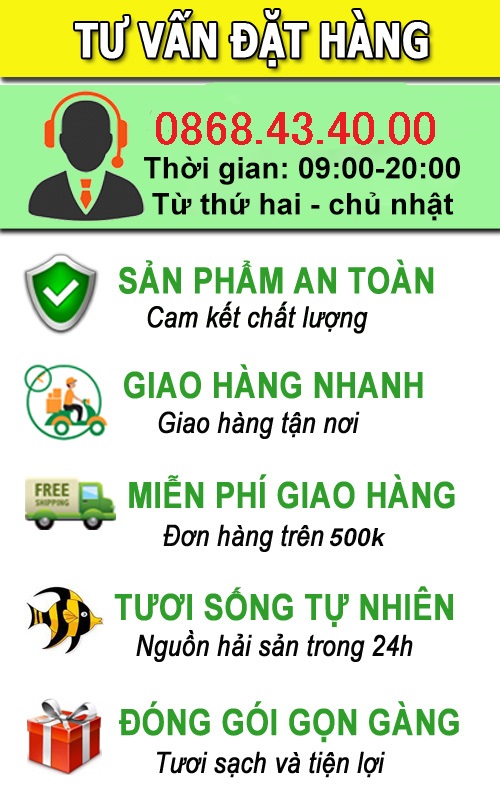 TƯ VẤN ĐẶT HÀNG
0868.43.40.00
Thời gian: 09:00-20:00
Từ thứ hai - chủ nhật
SẢN PHẨM AN TOÀN
Cam kết chất lượng
GIAO HÀNG NHANH
Giao hàng tận nơi
FREE
SHIPPING
MIỄN PHÍ GIAO HÀNG
Đơn hàng trên 500k
TƯƠI SỐNG TỰ NHIÊN
Nguồn hải sản trong 24h
ĐÓNG GÓI GỌN GÀNG
Tươi sạch và tiện lợi